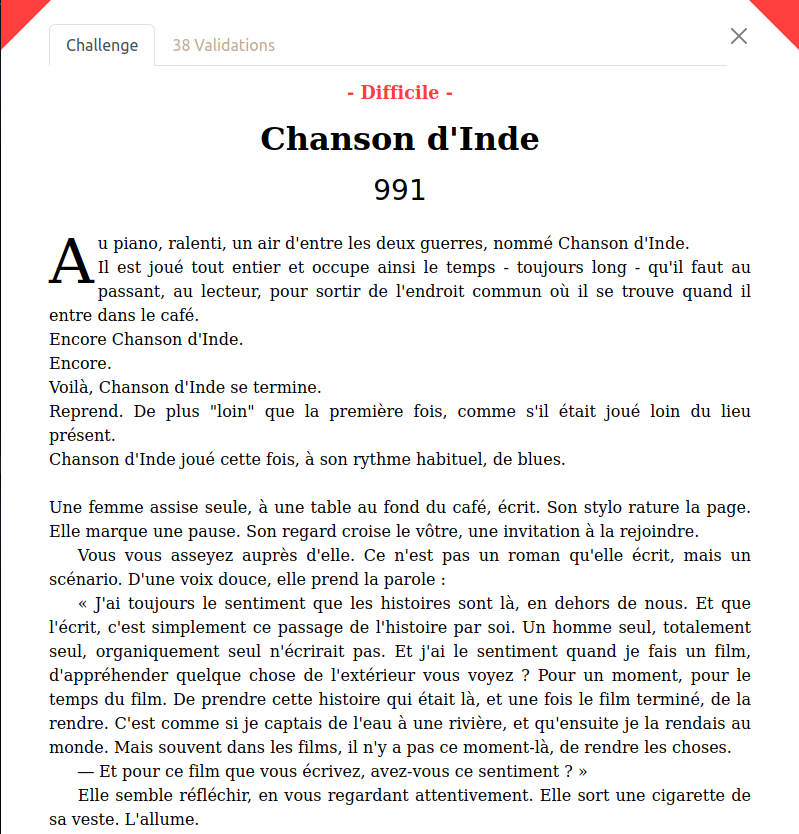 Challenge
38 Validations
- Difficile -
Chanson d'Inde
991
Au piano, ralenti, un air d'entre les deux guerres, nommé Chanson d'Inde.
Il est joué tout entier et occupe ainsi le temps - toujours long - qu'il faut au
passant, au lecteur, pour sortir de l'endroit commun où il se trouve quand il
entre dans le café.
Encore Chanson d'Inde.
Encore.
Voilà, Chanson d'Inde se termine.
Reprend. De plus "loin" que la première fois, comme s'il était joué loin du lieu
présent.
Chanson d'Inde joué cette fois, à son rythme habituel, de blues.
Une femme assise seule, à une table au fond du café, écrit. Son stylo rature la page.
Elle marque une pause. Son regard croise le vôtre, une invitation à la rejoindre.
Vous vous asseyez auprès d'elle. Ce n'est pas un roman qu'elle écrit, mais un
scénario. D'une voix douce, elle prend la parole :
« J'ai toujours le sentiment que les histoires sont là, en dehors de nous. Et que
l'écrit, c'est simplement ce passage de l'histoire par soi. Un homme seul, totalement
seul, organiquement seul n'écrirait pas. Et j'ai le sentiment quand je fais un film,
d'appréhender quelque chose de l'extérieur vous voyez ? Pour un moment, pour le
temps du film. De prendre cette histoire qui était là, et une fois le film terminé, de la
rendre. C'est comme si je captais de l'eau à une rivière, et qu'ensuite je la rendais au
monde. Mais souvent dans les films, il n'y a pas ce moment-là, de rendre les choses.
— Et pour ce film que vous écrivez, avez-vous ce sentiment ? »
Elle semble réfléchir, en vous regardant attentivement. Elle sort une cigarette de
sa veste. L'allume.